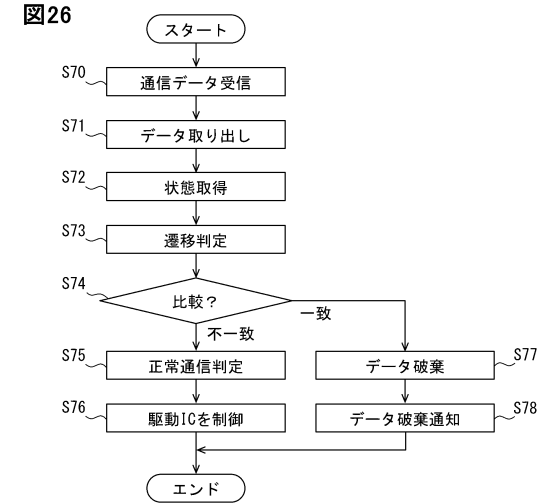 図26
スタート
S70
通信データ受信
S71
データ取り出し
S72
状態取得
S73
遷移判定
S74
比較？
一致
不一致
S75
正常通信判定
S77
データ破棄
S76
駆動ICを制御
S78
データ破棄通知
エンド